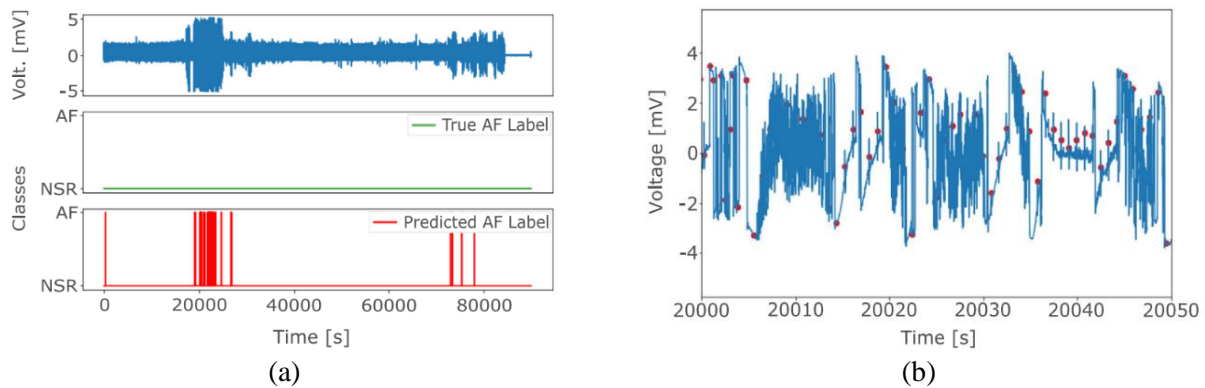 5
0
-5
Volt. [mV]
AF
NSR
True AF Label
AF
NSR
Predicted AF Label
Classes
0 20000 40000 60000 80000
Time [s]
(a)
4
2
0
-2
-4
Voltage [mV]
20000 20010 20020 20030 20040 20050
Time [s]
(b)